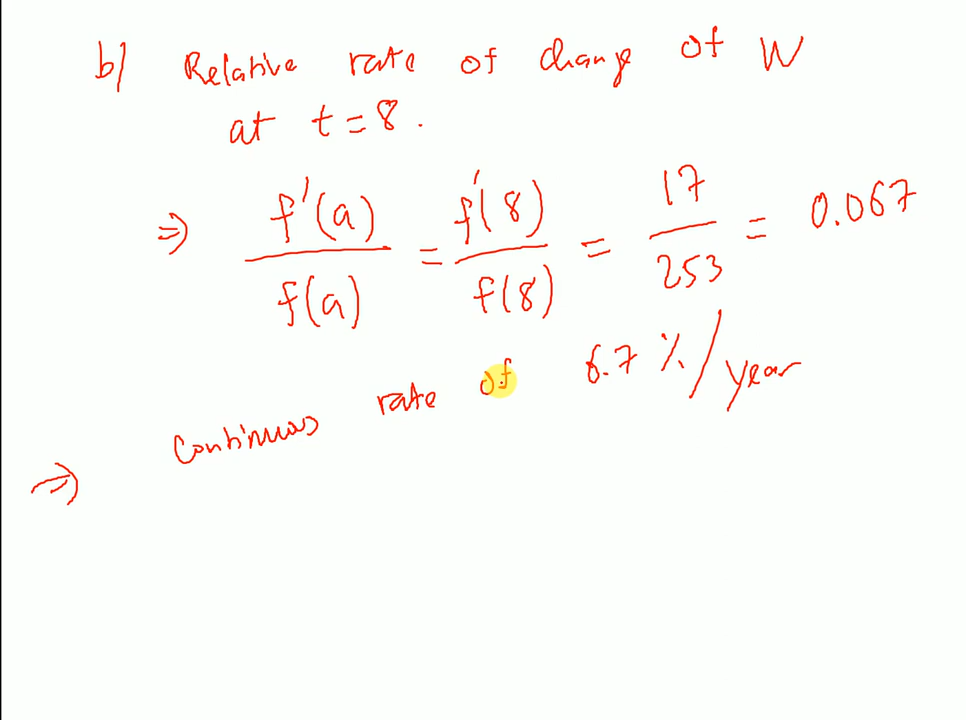 b) Relative rate of change of W
at t=8.
⇒ f'(a)/f(a) = f'(8)/f(8) = 17/253 = 0.067
⇒ Continuous rate of 6.7 %/year